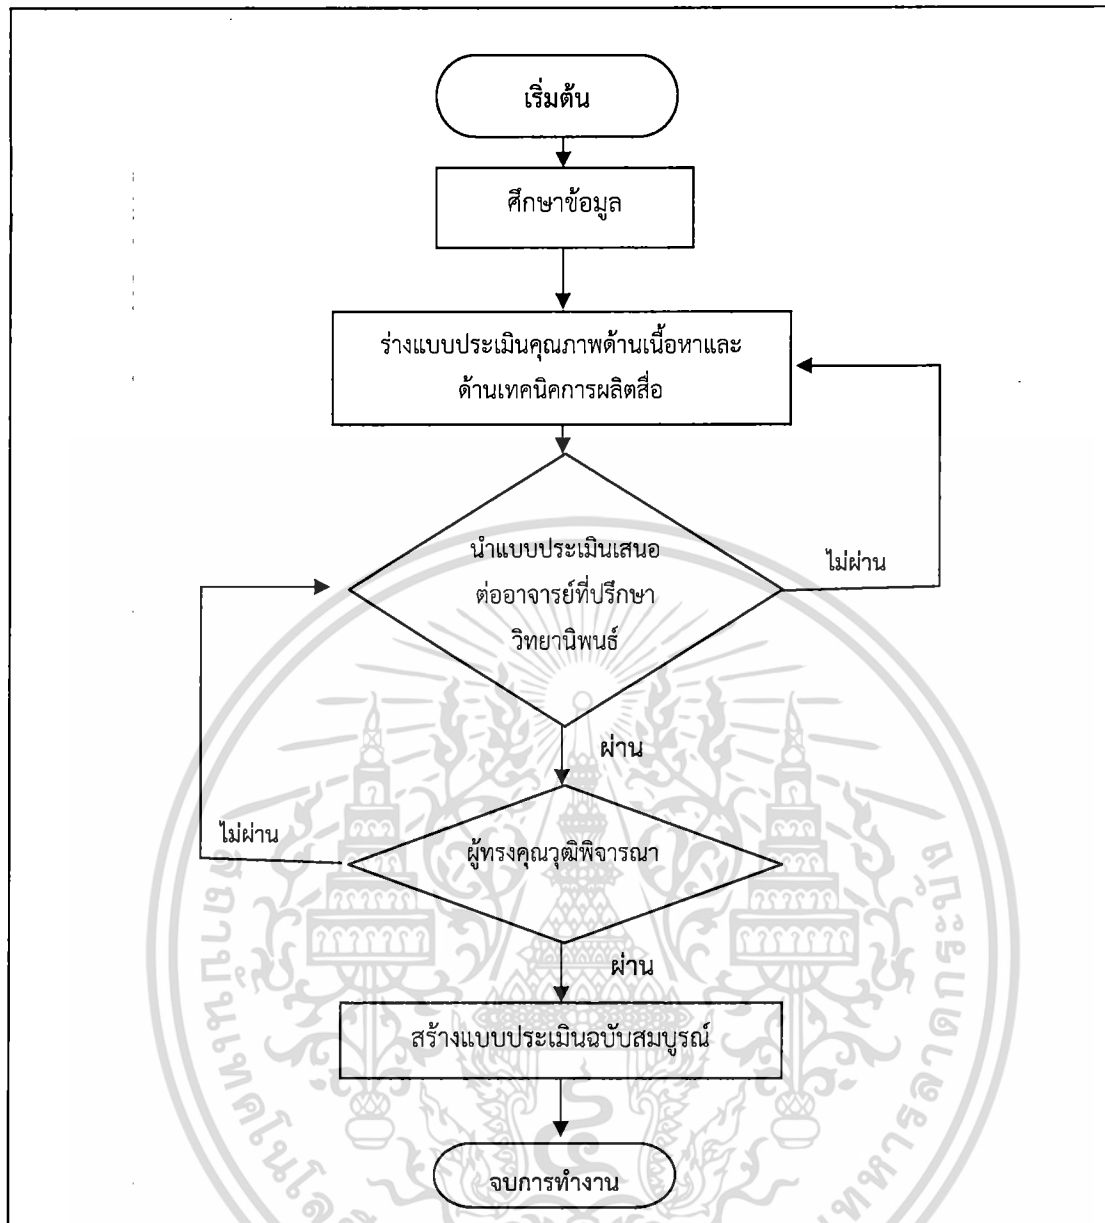 เริ่มต้น
ศึกษาข้อมูล
ร่างแบบประเมินคุณภาพด้านเนื้อหาและ
ด้านเทคนิคการผลิตสื่อ
นำแบบประเมินเสนอ
ต่ออาจารย์ที่ปรึกษา
วิทยานิพนธ์
ไม่ผ่าน
ผ่าน
ผู้ทรงคุณวุฒิพิจารณา
ไม่ผ่าน
ผ่าน
สร้างแบบประเมินฉบับสมบูรณ์
จบการทำงาน